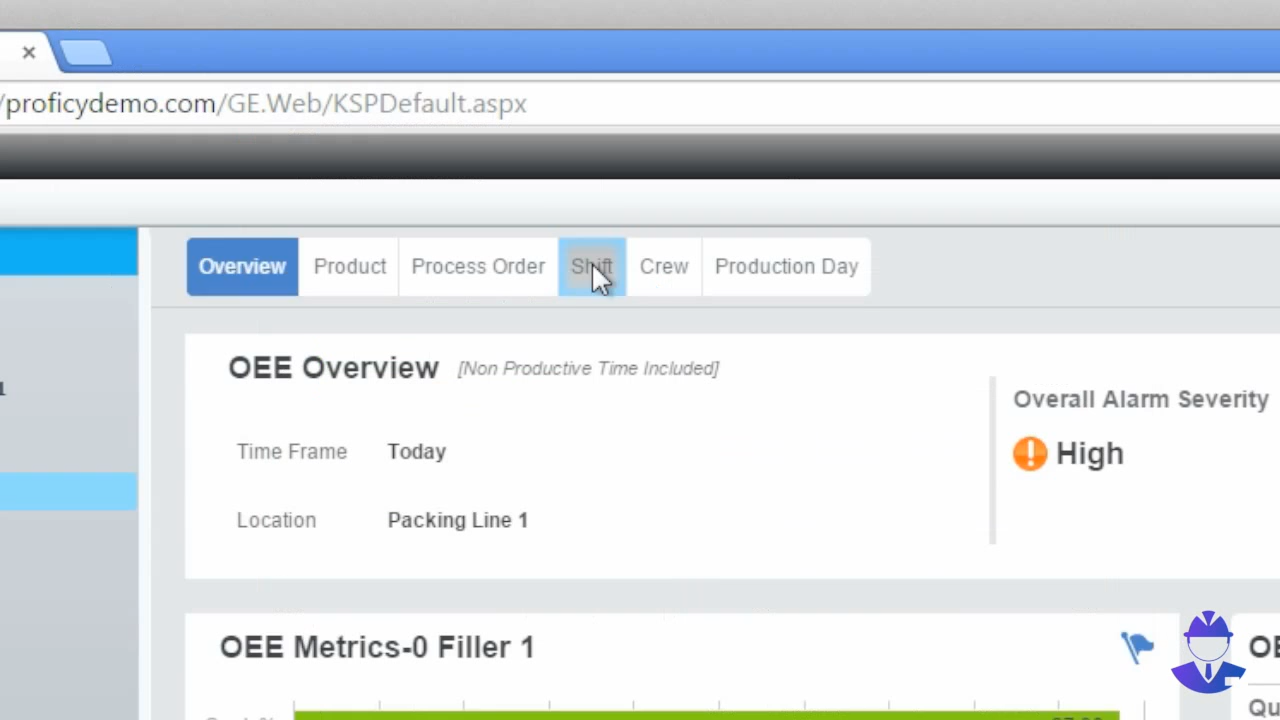 /proficydemo.com/GE.Web/KSPDefault.aspx
Overview Product Process Order Shift Crew Production Day
OEE Overview [Non Productive Time Included]
Overall Alarm Severity
High
Time Frame Today
Location Packing Line 1
OEE Metrics-0 Filler 1